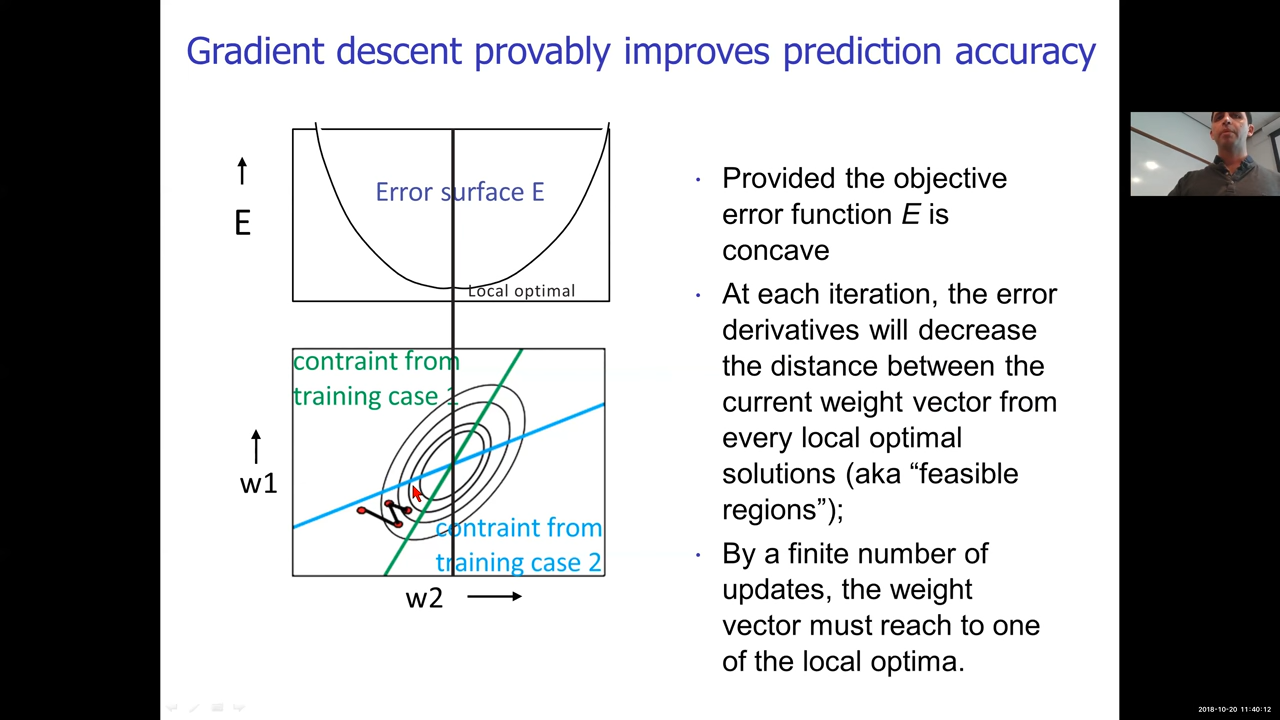 Gradient descent provably improves prediction accuracy
E
Error surface E
Local optimal
contraint from
training case 1
w1
contraint from
training case 2
w2
· Provided the objective
error function E is
concave
· At each iteration, the error
derivatives will decrease
the distance between the
current weight vector from
every local optimal
solutions (aka “feasible
regions”);
· By a finite number of
updates, the weight
vector must reach to one
of the local optima.
2018-10-20 11:40:12